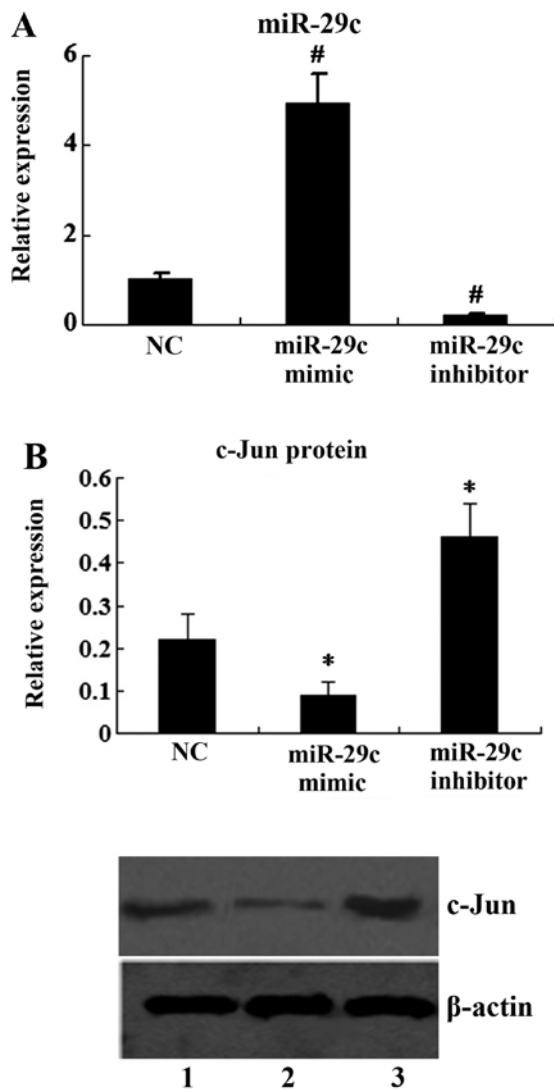 A
miR-29c
Relative expression
6
4
2
0
#
#
NC
miR-29c
mimic
miR-29c
inhibitor
B
c-Jun protein
Relative expression
0.6
0.5
0.4
0.3
0.2
0.1
0
*
*
NC
miR-29c
mimic
miR-29c
inhibitor
c-Jun
β-actin
1 2 3